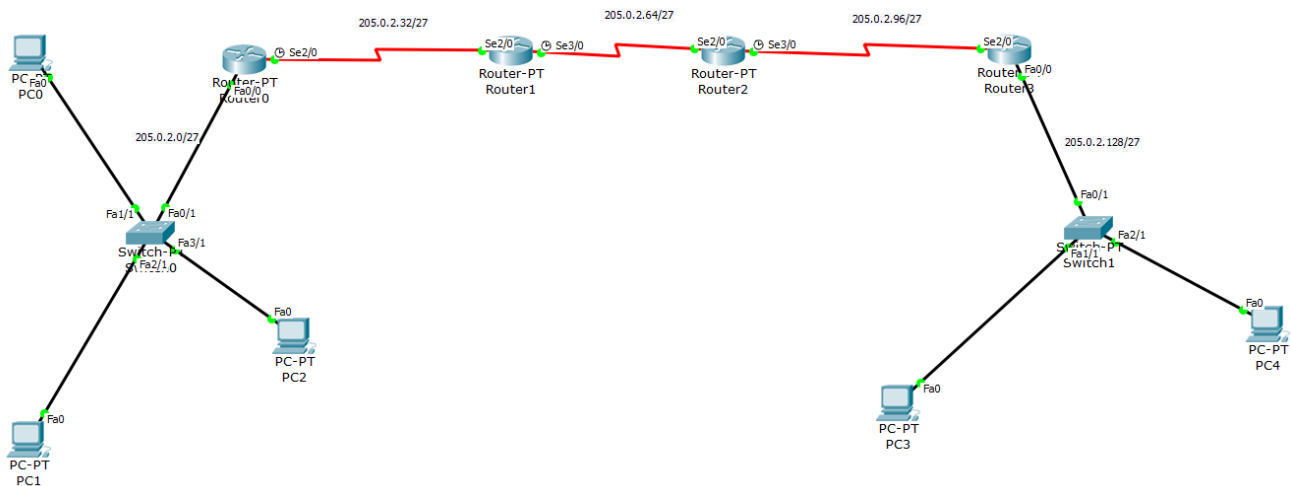 205.0.2.32/27
205.0.2.64/27
205.0.2.96/27
Se2/0
Se2/0
Se3/0
Se2/0
Se3/0
Se2/0
PC0
Fa0
Router-PT
Router0
Fa0/0
Router-PT
Router1
Router-PT
Router2
Router3
Fa0/0
205.0.2.0/27
205.0.2.128/27
Fa1/1
Fa0/1
Fa3/1
Fa2/1
Fa0/1
Fa2/1
Switch-PT
Fa1/1
Switch1
Fa0
PC-PT
PC2
Fa0
PC-PT
PC4
Fa0
PC-PT
PC3
Fa0
PC-PT
PC1